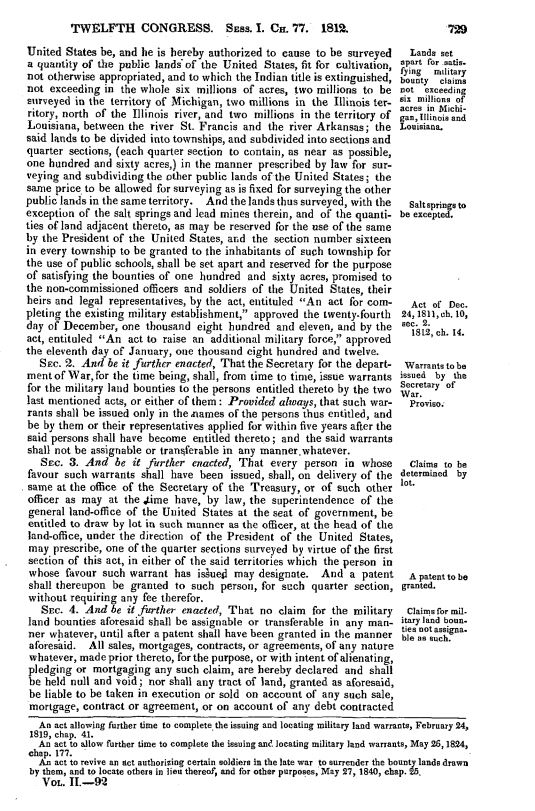 TWELFTH CONGRESS. Sess. I. Ch. 77. 1812. 729
United States be, and he is hereby authorized to cause to be surveyed
a quantity of the public lands of the United States, fit for cultivation,
not otherwise appropriated, and to which the Indian title is extinguished,
not exceeding in the whole six millions of acres, two millions to be
surveyed in the territory of Michigan, two millions in the Illinois ter-
ritory, north of the Illinois river, and two millions in the territory of
Louisiana, between the river St. Francis and the river Arkansas; the
said lands to be divided into townships, and subdivided into sections and
quarter sections, (each quarter section to contain, as near as possible,
one hundred and sixty acres,) in the manner prescribed by law for sur-
veying and subdividing the other public lands of the United States; the
same price to be allowed for surveying as is fixed for surveying the other
public lands in the same territory. And the lands thus surveyed, with the
exception of the salt springs and lead mines therein, and of the quanti-
ties of land adjacent thereto, as may be reserved for the use of the same
by the President of the United States, and the section number sixteen
in every township to be granted to the inhabitants of such township for
the use of public schools, shall be set apart and reserved for the purpose
of satisfying the bounties of one hundred and sixty acres, promised to
the non-commissioned officers and soldiers of the United States, their
heirs and legal representatives, by the act, entituled "An act for com-
pleting the existing military establishment," approved the twenty-fourth
day of December, one thousand eight hundred and eleven, and by the
act, entituled "An act to raise an additional military force," approved
the eleventh day of January, one thousand eight hundred and twelve.
Sec. 2. And be it further enacted, That the Secretary for the depart-
ment of War, for the time being, shall, from time to time, issue warrants
for the military land bounties to the persons entituled thereto by the two
last mentioned acts, or either of them: Provided always, that such war-
rants shall be issued only in the names of the persons thus entituled, and
be by them or their representatives applied for within five years after the
said persons shall have become entitled thereto; and the said warrants
shall not be assignable or transferable in any manner whatever.
Sec. 3. And be it further enacted, That every person in whose
favour such warrants shall have been issued, shall, on delivery of the
same at the office of the Secretary of the Treasury, or of such other
officer as may at the time have, by law, the superintendence of the
general land-office of the United States at the seat of government, be
entitled to draw by lot in such manner as the officer, at the head of the
land-office, under the direction of the President of the United States,
may prescribe, one of the quarter sections surveyed by virtue of the first
section of this act, in either of the said territories which the person in
whose favour such warrant has issued may designate. And a patent
shall thereupon be granted to such person, for such quarter section,
without requiring any fee therefor.
Sec. 4. And be it further enacted, That no claim for the military
land bounties aforesaid shall be assignable or transferable in any man-
ner whatever, until after a patent shall have been granted in the manner
aforesaid. All sales, mortgages, contracts, or agreements, of any nature
whatever, made prior thereto, for the purpose, or with intent of alienating,
pledging or mortgaging any such claim, are hereby declared and shall
be held null and void; nor shall any tract of land, granted as aforesaid,
be liable to be taken in execution or sold on account of any such sale,
mortgage, contract or agreement, or on account of any debt contracted
Lands set
apart for satis-
fying military
bounty claims
not exceeding
six millions of
acres in Michi-
gan, Illinois and
Louisiana.
Salt springs to
be excepted.
Act of Dec.
24, 1811, ch. 10,
sec. 2.
1812, ch. 14.
Warrants to be
issued by the
Secretary of
War.
Proviso.
Claims to be
determined by
lot.
A patent to be
granted.
Claims for mil-
itary land boun-
ties not assigna-
ble as such.
An act allowing further time to complete the issuing and locating military land warrants, February 24,
1819, chap. 41.
An act to allow further time to complete the issuing and locating military land warrants, May 26, 1824,
chap. 177.
An act to revive an act authorizing certain soldiers in the late war to surrender the bounty lands drawn
by them, and to locate others in lieu thereof, and for other purposes, May 27, 1840, chap. 25.
Vol. II.—92